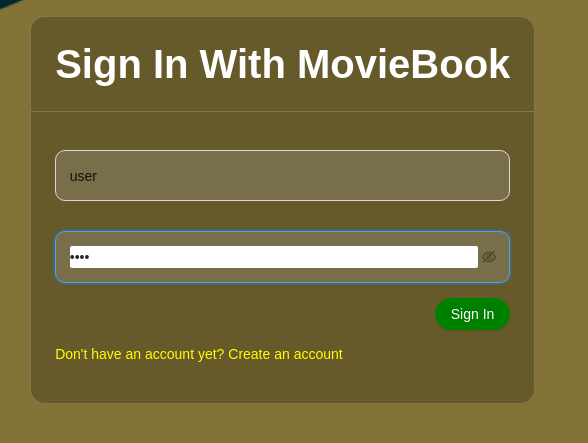 Sign In With MovieBook
user
••••
Sign In
Don't have an account yet? Create an account